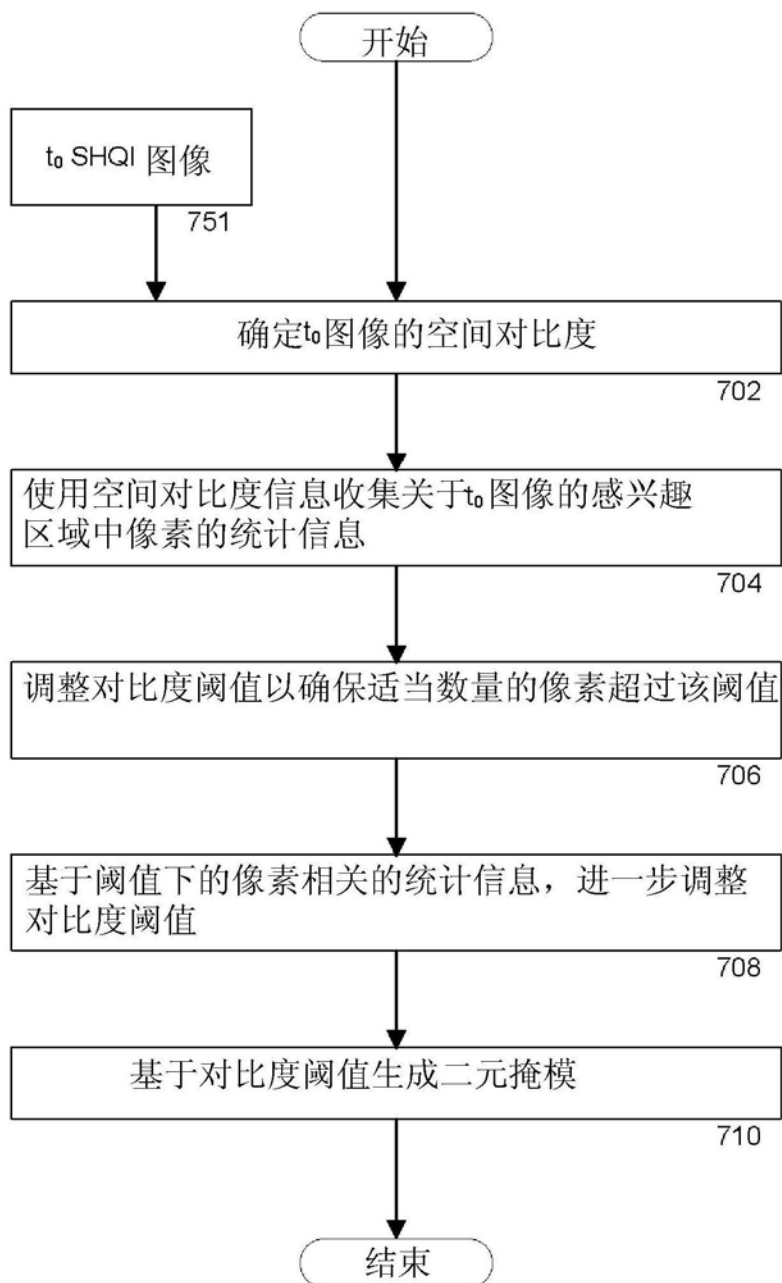 开始
t₀ SHQI 图像
751
确定t₀图像的空间对比度
702
使用空间对比度信息收集关于t₀图像的感兴趣
区域中像素的统计信息
704
调整对比度阈值以确保适当数量的像素超过该阈值
706
基于阈值下的像素相关的统计信息，进一步调整
对比度阈值
708
基于对比度阈值生成二元掩模
710
结束